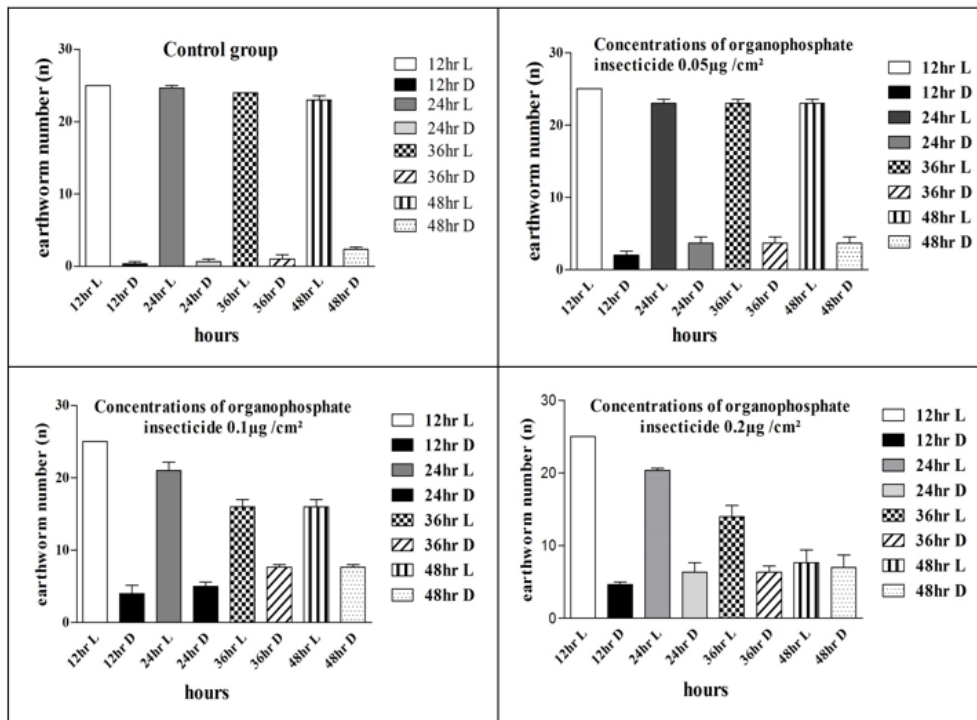 Control group
earthworm number (n)
30
20
10
0
12hr L
12hr D
24hr L
24hr D
36hr L
36hr D
48hr L
48hr D
hours
12hr L
12hr D
24hr L
24hr D
36hr L
36hr D
48hr L
48hr D
Concentrations of organophosphate
insecticide 0.05µg /cm²
earthworm number (n)
30
20
10
0
12hr L
12hr D
24hr L
24hr D
36hr L
36hr D
48hr L
48hr D
hours
12hr L
12hr D
24hr L
24hr D
36hr L
36hr D
48hr L
48hr D
Concentrations of organophosphate
insecticide 0.1µg /cm²
earthworm number (n)
30
20
10
0
12hr L
12hr D
24hr L
24hr D
36hr L
36hr D
48hr L
48hr D
hours
12hr L
12hr D
24hr L
24hr D
36hr L
36hr D
48hr L
48hr D
Concentrations of organophosphate
insecticide 0.2µg /cm²
earthworm number (n)
30
20
10
0
12hr L
12hr D
24hr L
24hr D
36hr L
36hr D
48hr L
48hr D
hours
12hr L
12hr D
24hr L
24hr D
36hr L
36hr D
48hr L
48hr D